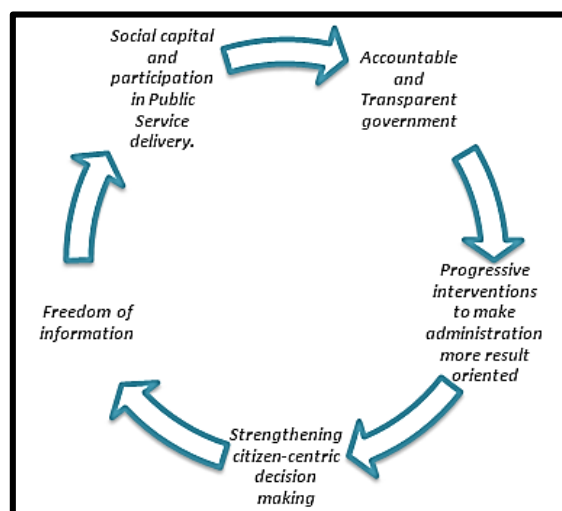 Social capital
and
participation
in Public
Service
delivery.
Accountable
and
Transparent
government
Progressive
interventions
to make
administration
more result
oriented
Strengthening
citizen-centric
decision
making
Freedom of
information